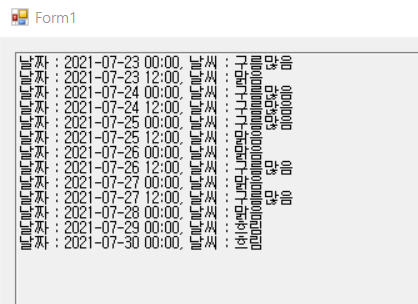 Form1
날짜 : 2021-07-23 00:00, 날씨 : 구름많음
날짜 : 2021-07-23 12:00, 날씨 : 맑음
날짜 : 2021-07-24 00:00, 날씨 : 구름많음
날짜 : 2021-07-24 12:00, 날씨 : 구름많음
날짜 : 2021-07-25 00:00, 날씨 : 구름많음
날짜 : 2021-07-25 12:00, 날씨 : 맑음
날짜 : 2021-07-26 00:00, 날씨 : 맑음
날짜 : 2021-07-26 12:00, 날씨 : 구름많음
날짜 : 2021-07-27 00:00, 날씨 : 맑음
날짜 : 2021-07-27 12:00, 날씨 : 구름많음
날짜 : 2021-07-28 00:00, 날씨 : 맑음
날짜 : 2021-07-29 00:00, 날씨 : 흐림
날짜 : 2021-07-30 00:00, 날씨 : 흐림